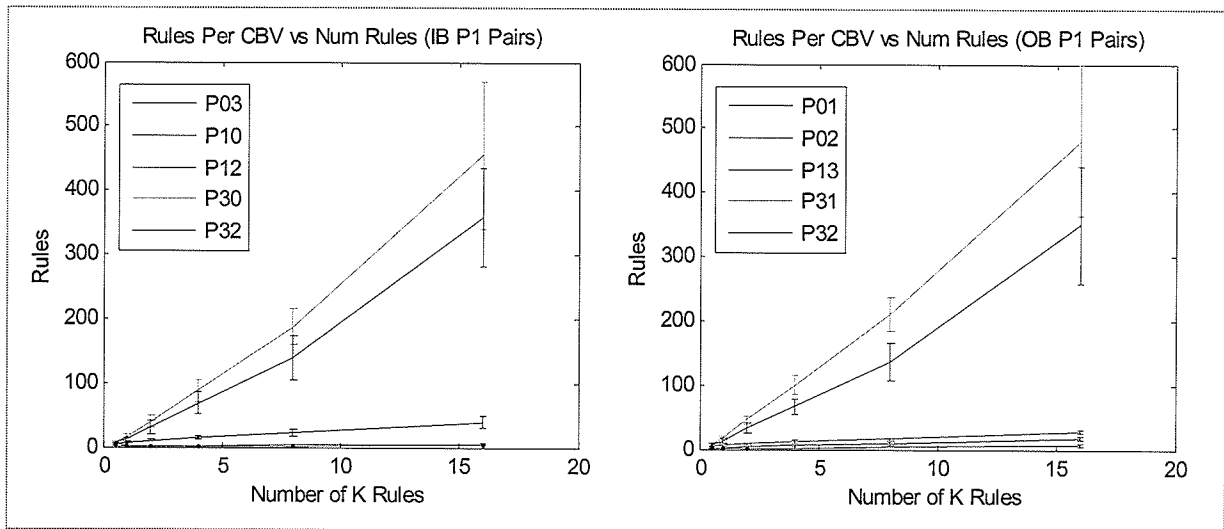 Rules Per CBV vs Num Rules (IB P1 Pairs)
600
500
400
300
200
100
0
Rules
P03
P10
P12
P30
P32
0 5 10 15 20
Number of K Rules
Rules Per CBV vs Num Rules (OB P1 Pairs)
600
500
400
300
200
100
0
Rules
P01
P02
P13
P31
P32
0 5 10 15 20
Number of K Rules